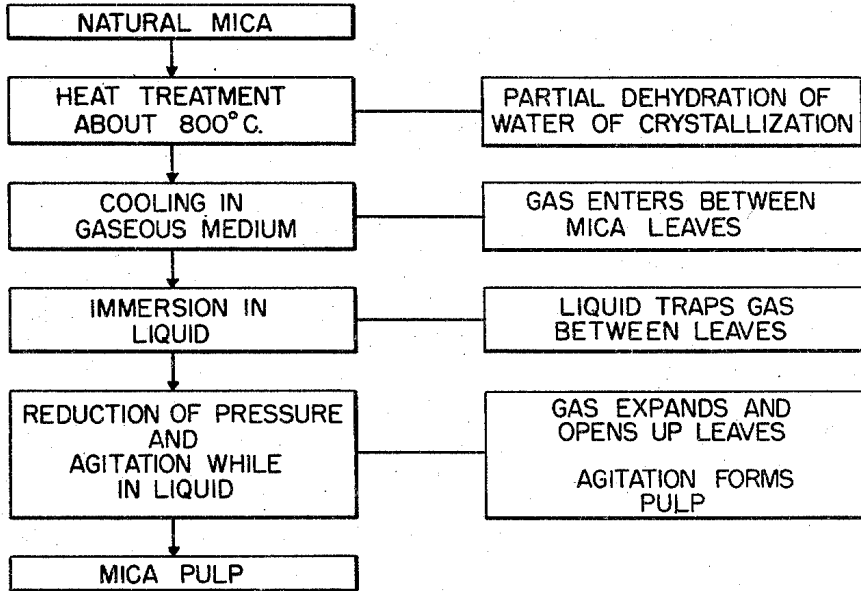 NATURAL MICA
HEAT TREATMENT
ABOUT 800°C.
PARTIAL DEHYDRATION OF
WATER OF CRYSTALLIZATION
COOLING IN
GASEOUS MEDIUM
GAS ENTERS BETWEEN
MICA LEAVES
IMMERSION IN
LIQUID
LIQUID TRAPS GAS
BETWEEN LEAVES
REDUCTION OF PRESSURE
AND
AGITATION WHILE
IN LIQUID
GAS EXPANDS AND
OPENS UP LEAVES
AGITATION FORMS
PULP
MICA PULP